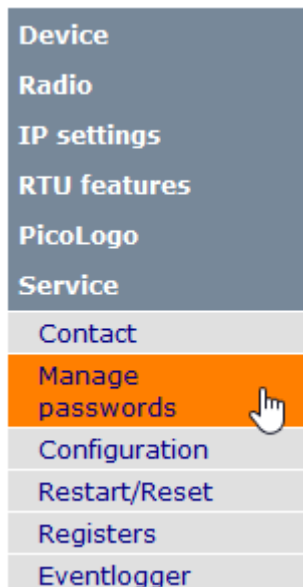 Device
Radio
IP settings
RTU features
PicoLogo
Service
Contact
Manage
passwords
Configuration
Restart/Reset
Registers
Eventlogger